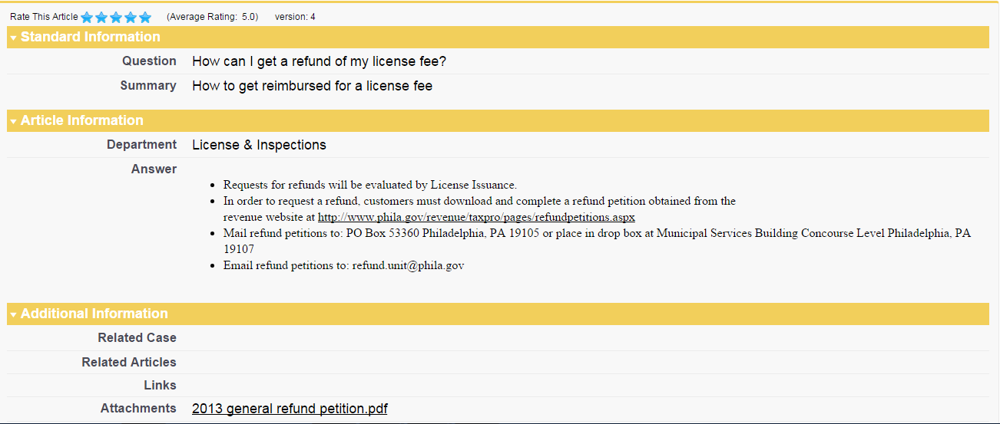 Rate This Article (Average Rating: 5.0) version: 4
Standard Information
Question How can I get a refund of my license fee?
Summary How to get reimbursed for a license fee
Article Information
Department License & Inspections
Answer
• Requests for refunds will be evaluated by License Issuance.
• In order to request a refund, customers must download and complete a refund petition obtained from the
revenue website at http://www.phila.gov/revenue/taxpro/pages/refundpetitions.aspx
• Mail refund petitions to: PO Box 53360 Philadelphia, PA 19105 or place in drop box at Municipal Services Building Concourse Level Philadelphia, PA
19107
• Email refund petitions to: refund.unit@phila.gov
Additional Information
Related Case
Related Articles
Links
Attachments 2013 general refund petition.pdf